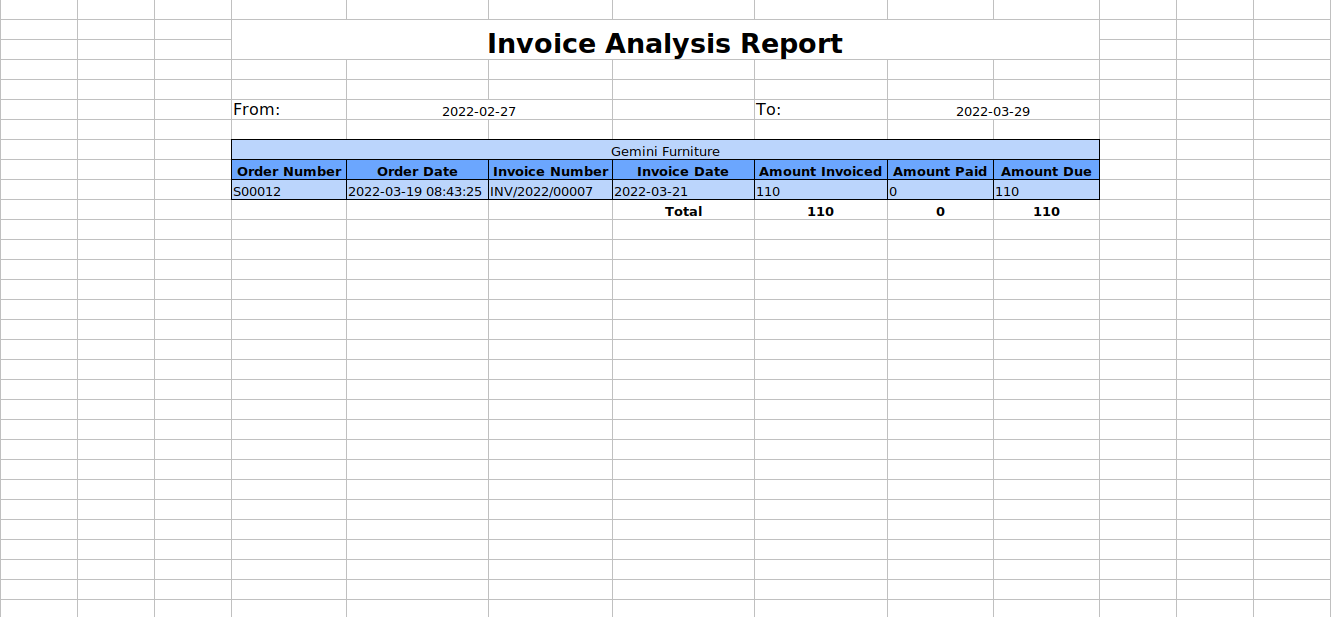 Invoice Analysis Report
From: 2022-02-27 To: 2022-03-29
Gemini Furniture
Order Number Order Date Invoice Number Invoice Date Amount Invoiced Amount Paid Amount Due
S00012 2022-03-19 08:43:25 INV/2022/00007 2022-03-21 110 0 110
Total 110 0 110